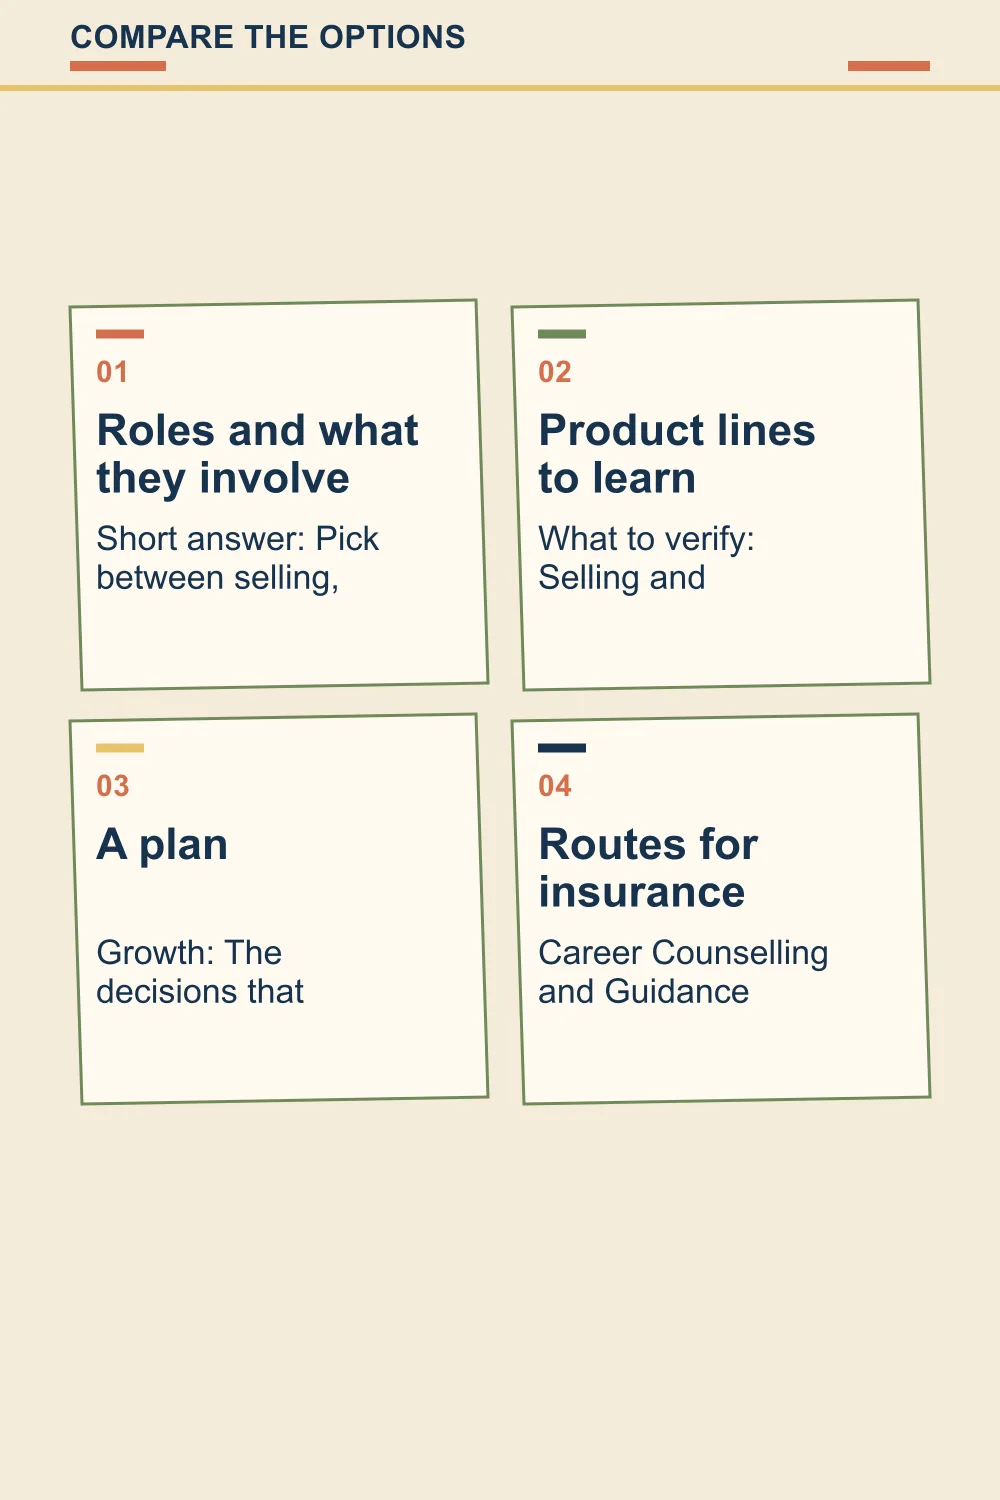 COMPARE THE OPTIONS
01
Roles and what
they involve
Short answer: Pick
between selling,
02
Product lines
to learn
What to verify:
Selling and
03
A plan
Growth: The
decisions that
04
Routes for
insurance
Career Counselling
and Guidance